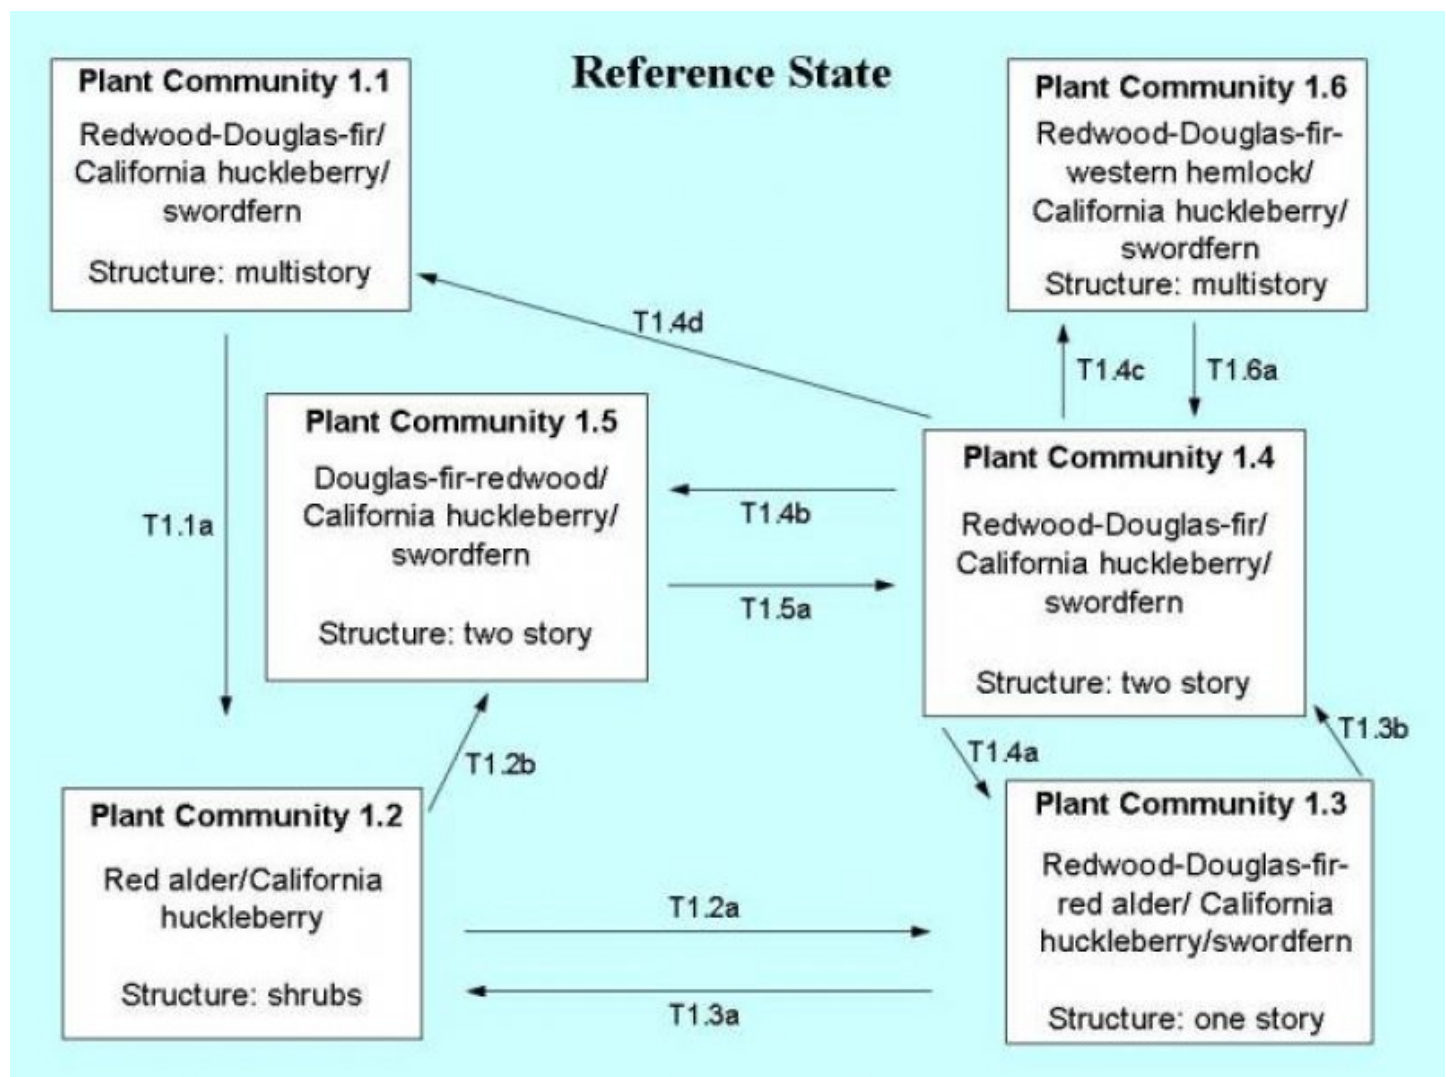 Reference State
Plant Community 1.1
Redwood-Douglas-fir/
California huckleberry/
swordfern
Structure: multistory
Plant Community 1.6
Redwood-Douglas-fir-
western hemlock/
California huckleberry/
swordfern
Structure: multistory
T1.4d
T1.4c
T1.6a
Plant Community 1.5
Douglas-fir-redwood/
California huckleberry/
swordfern
Structure: two story
T1.1a
T1.4b
T1.5a
Plant Community 1.4
Redwood-Douglas-fir/
California huckleberry/
swordfern
Structure: two story
T1.2b
T1.4a
T1.3b
Plant Community 1.2
Red alder/California
huckleberry
Structure: shrubs
T1.2a
T1.3a
Plant Community 1.3
Redwood-Douglas-fir-
red alder/ California
huckleberry/swordfern
Structure: one story